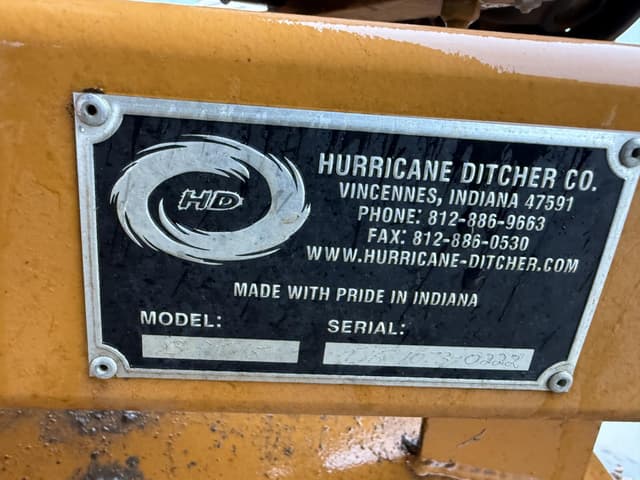 HD
HURRICANE DITCHER CO.
VINCENNES, INDIANA 47591
PHONE: 812-886-9663
FAX: 812-886-0530
WWW.HURRICANE-DITCHER.COM
MADE WITH PRIDE IN INDIANA
MODEL: SERIAL: